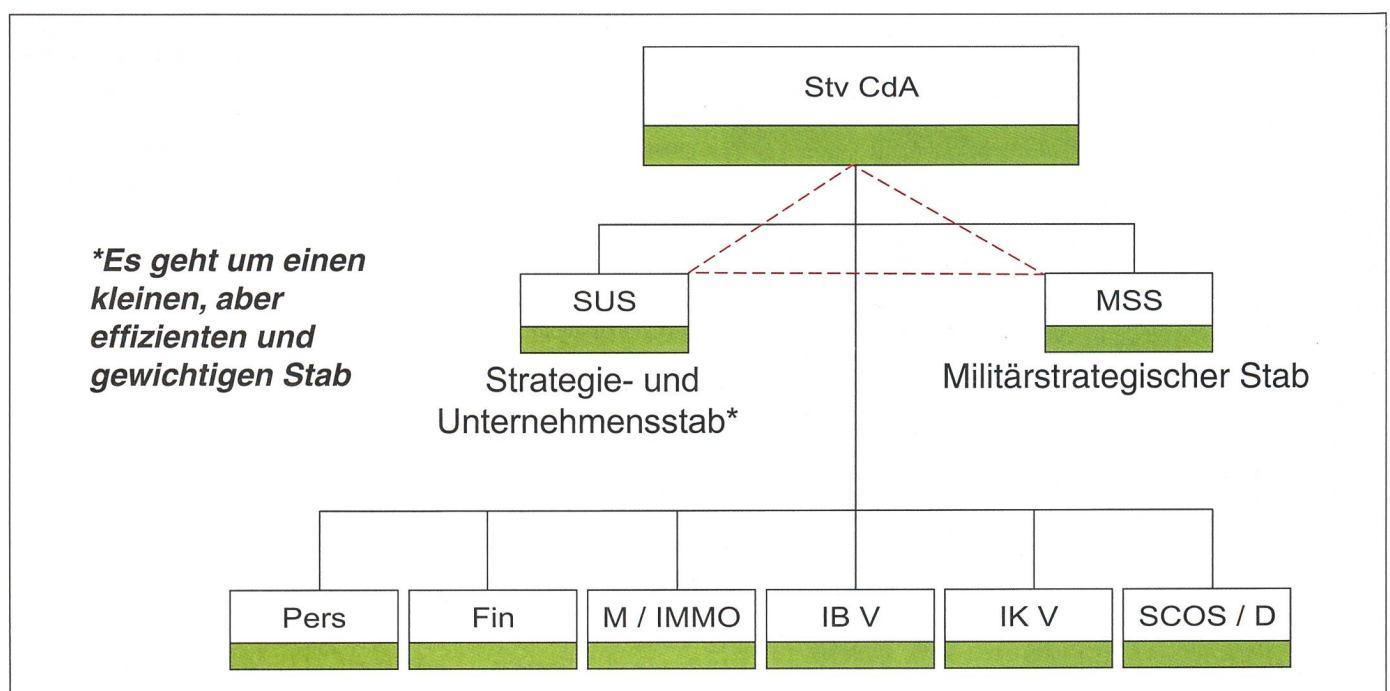 Stv CdA
*Es geht um einen
kleinen, aber
effizienten und
gewichtigen Stab
SUS
MSS
Strategie- und
Unternehmensstab*
Militärstrategischer Stab
Pers
Fin
M / IMMO
IB V
IK V
SCOS / D